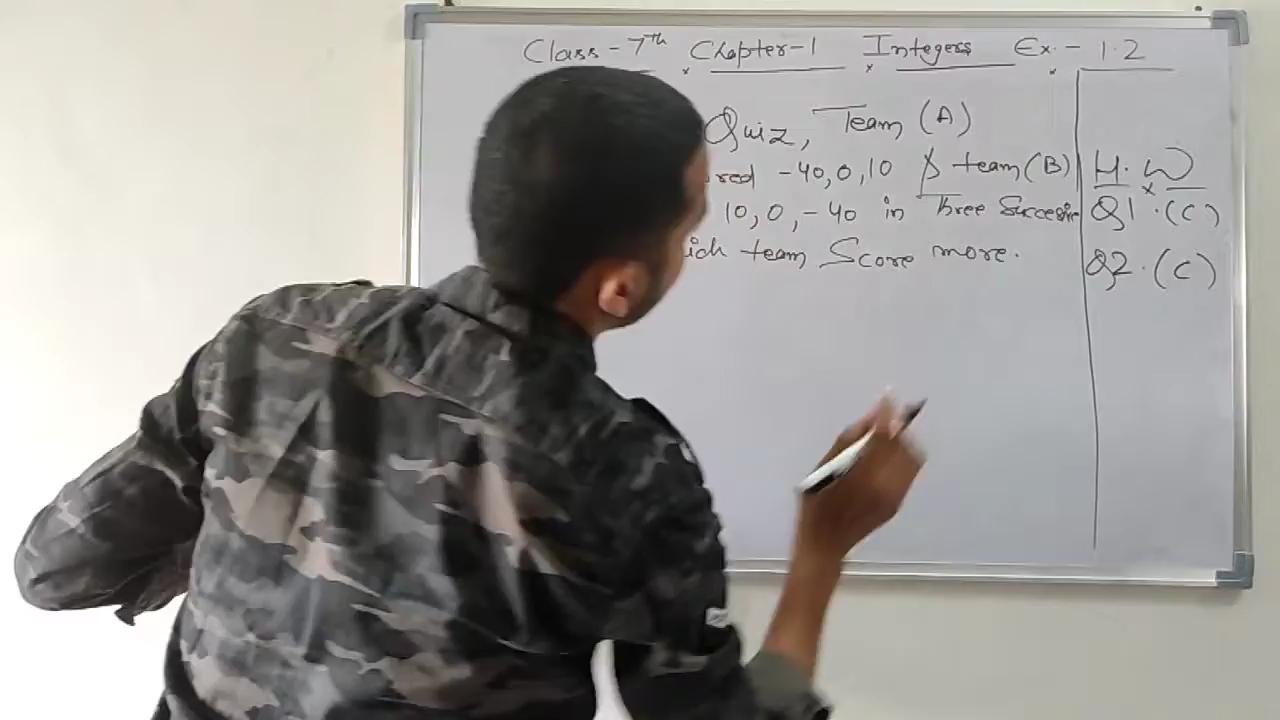 Class-7th Chapter-1 Integers Ex.-1.2
Quiz, Team (A)
red -40,0,10 & team (B)
10,0,-40 in three
ich team Score more.
H.W
Q1.(C)
Q2.(C)